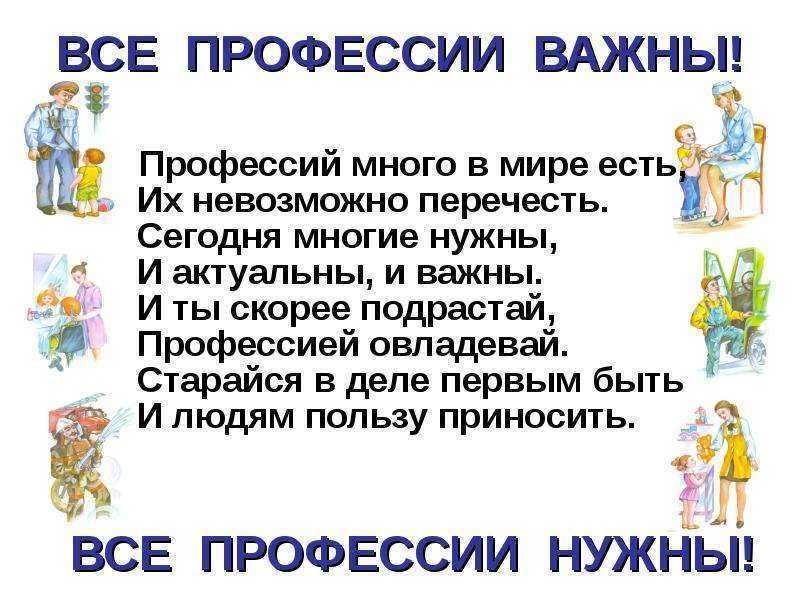 ВСЕ ПРОФЕССИИ ВАЖНЫ!
Профессий много в мире есть,
Их невозможно перечесть.
Сегодня многие нужны,
И актуальны, и важны.
И ты скорее подрастай,
Профессией овладевай.
Старайся в деле первым быть
И людям пользу приносить.
ВСЕ ПРОФЕССИИ НУЖНЫ!